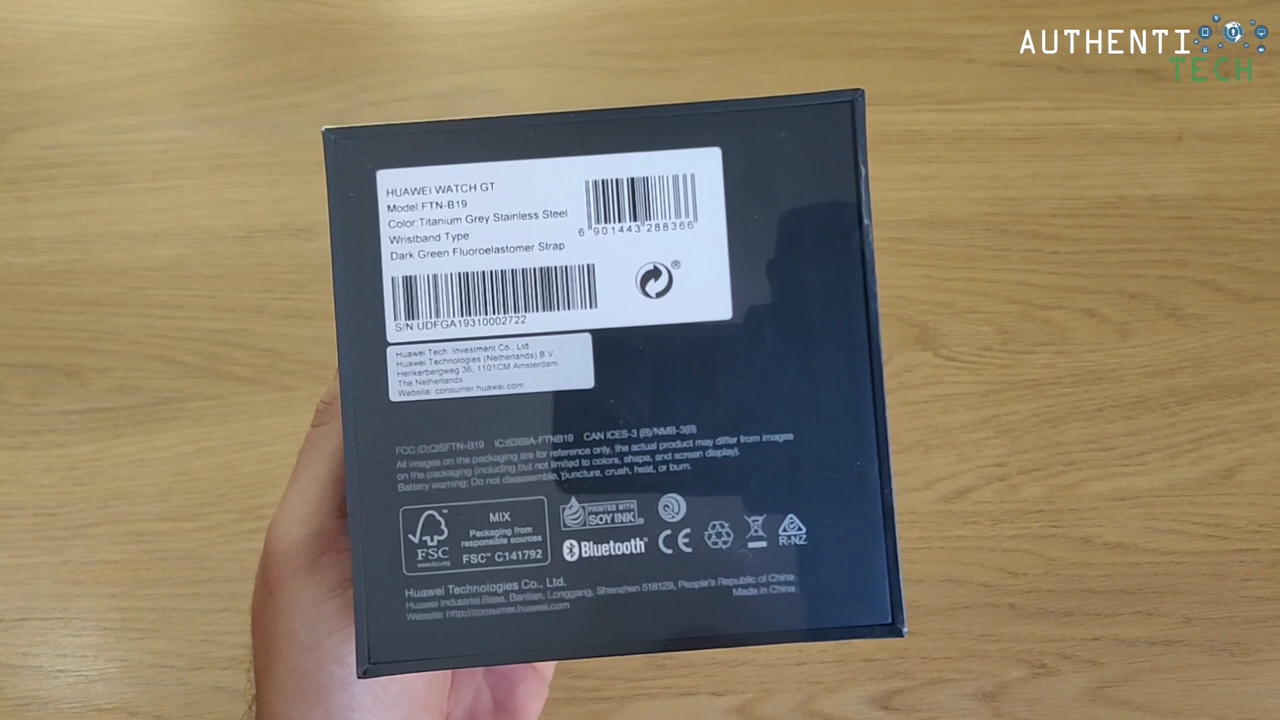 AUTHENTI
TECH
HUAWEI WATCH GT
Model FTN-B19
Color:Titanium Grey Stainless Steel
Wristband Type
Dark Green Fluoroelastomer Strap
6 901443 288366
S/N UDFGA19310002722
®
Huawei Tech. Investment Co., Ltd.
Huawei Technologies (Netherlands) B.V.
Herikerbergweg 36, 1101CM Amsterdam
The Netherlands
Website: consumer.huawei.com
FCC ID:QISFTN-B19 IC:6369A-FTNB19 CAN ICES-3 (B)/NMB-3(B)
All images on the packaging are for reference only, the actual product may differ from images
on the packaging (including but not limited to colors, shape, and screen display).
Battery warning: Do not disassemble, puncture, crush, heat, or burn.
FSC
www.fsc.org
™
MIX
Packaging from
responsible sources
FSC™ C141792
PRINTED WITH
SOY INK
Bluetooth®
CE
R-NZ
Huawei Technologies Co., Ltd.
Huawei Industrial Base, Bantian, Longgang, Shenzhen 518129, People's Republic of China
Website: http://consumer.huawei.com
Made in China